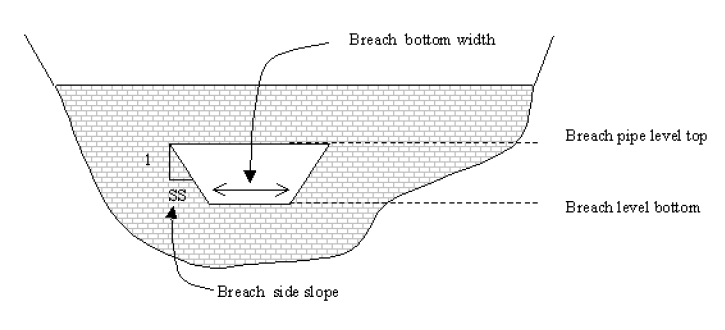 Breach bottom width
Breach pipe level top
1
SS
Breach level bottom
Breach side slope